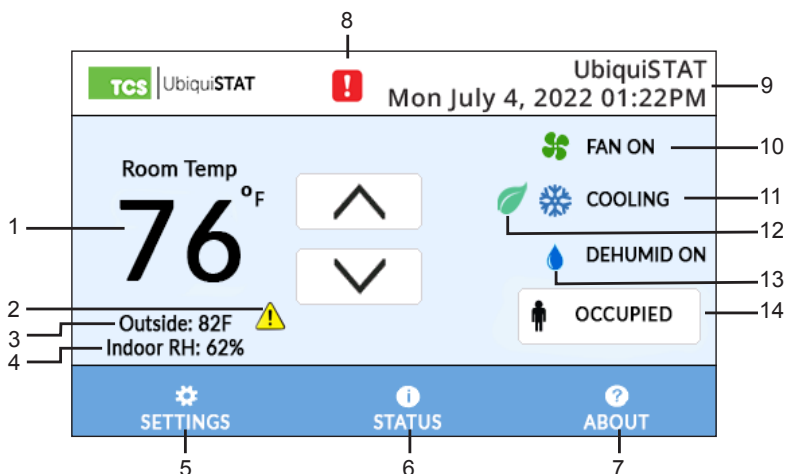 8
TCS UbiquiSTAT
!
UbiquiSTAT
Mon July 4, 2022 01:22PM
9
FAN ON
10
Room Temp
76°F
1
COOLING
11
12
DEHUMID ON
13
2
!
Outside: 82F
3
Indoor RH: 62%
4
OCCUPIED
14
SETTINGS
i
STATUS
?
ABOUT
5
6
7